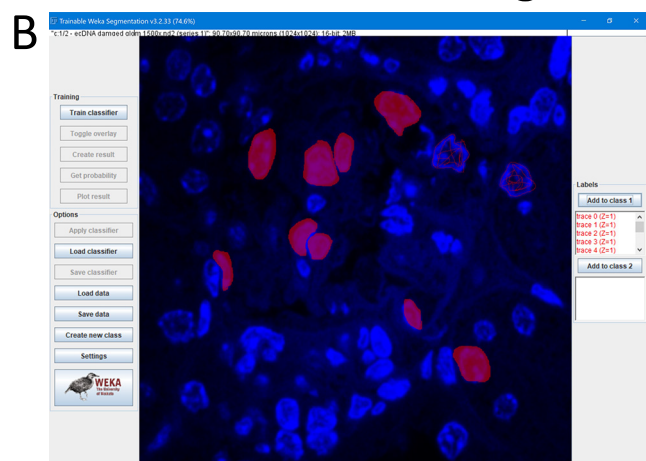 B
Trainable Weka Segmentation v3.2.33 (74.6%)
"c:1/2 - ecDNA damaged oldm 1500x.nd2 (series 1)": 90.70x90.70 microns (1024x1024); 16-bit; 2MB
Training
Train classifier
Toggle overlay
Create result
Get probability
Plot result
Options
Apply classifier
Load classifier
Save classifier
Load data
Save data
Create new class
Settings
WEKA
The University
of Waikato
Labels
Add to class 1
trace 0 (Z=1)
trace 1 (Z=1)
trace 2 (Z=1)
trace 3 (Z=1)
trace 4 (Z=1)
Add to class 2